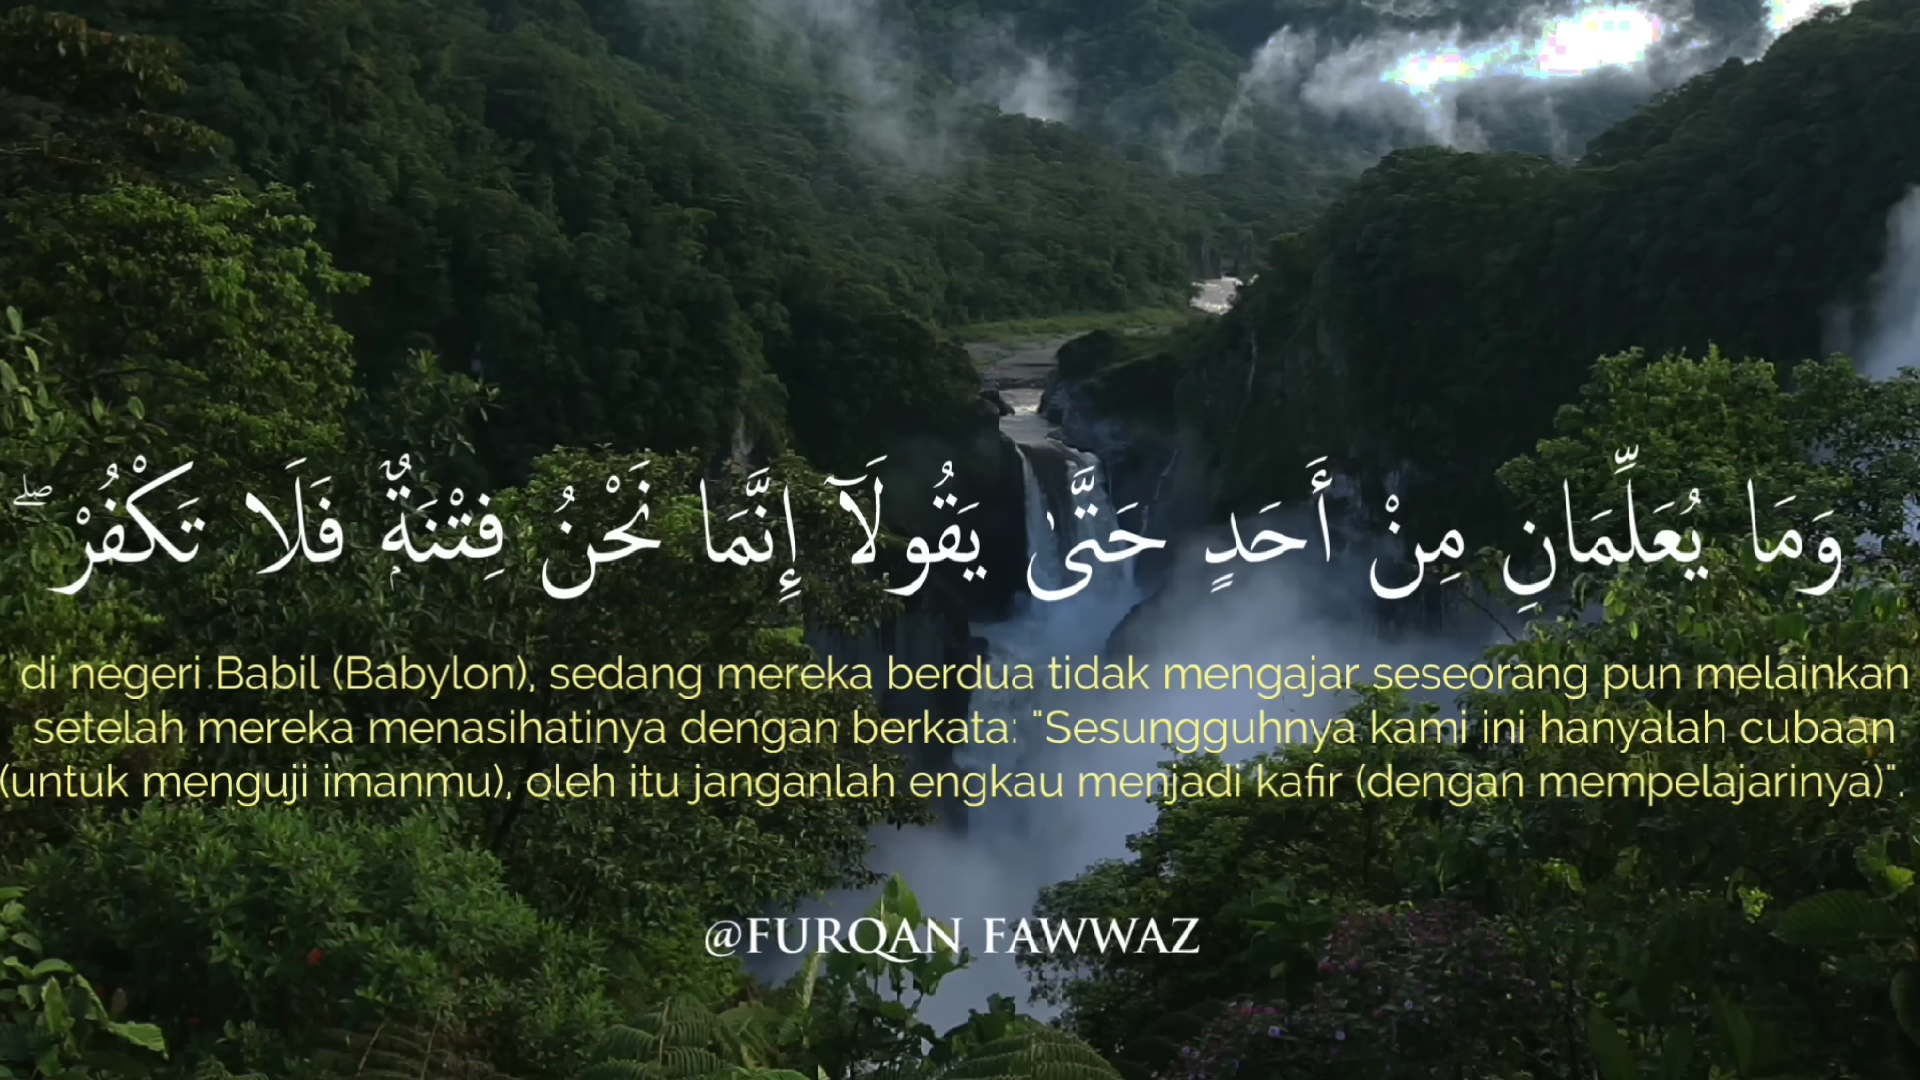 وَمَا يُعَلِّمَانِ مِنْ أَحَدٍ حَتَّىٰ يَقُولَآ إِنَّمَا نَحْنُ فِتْنَةٌۭ فَلَا تَكْفُرْ ۖ
di negeri Babil (Babylon), sedang mereka berdua tidak mengajar seseorang pun melainkan
setelah mereka menasihatinya dengan berkata: "Sesungguhnya kami ini hanyalah cubaan
(untuk menguji imanmu), oleh itu janganlah engkau menjadi kafir (dengan mempelajarinya)".
@FURQAN FAWWAZ